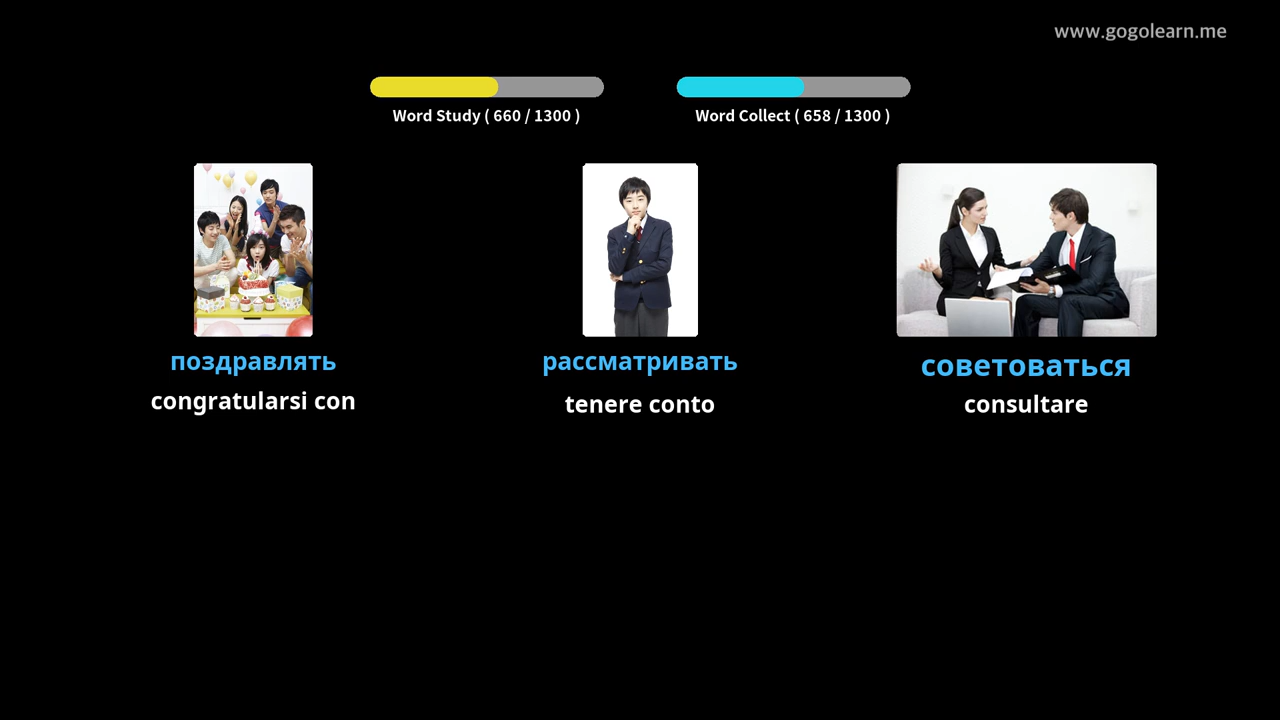 www.gogolearn.me
Word Study ( 660 / 1300 )
Word Collect ( 658 / 1300 )
поздравлять
рассматривать
советоваться
congratularsi con
tenere conto
consultare